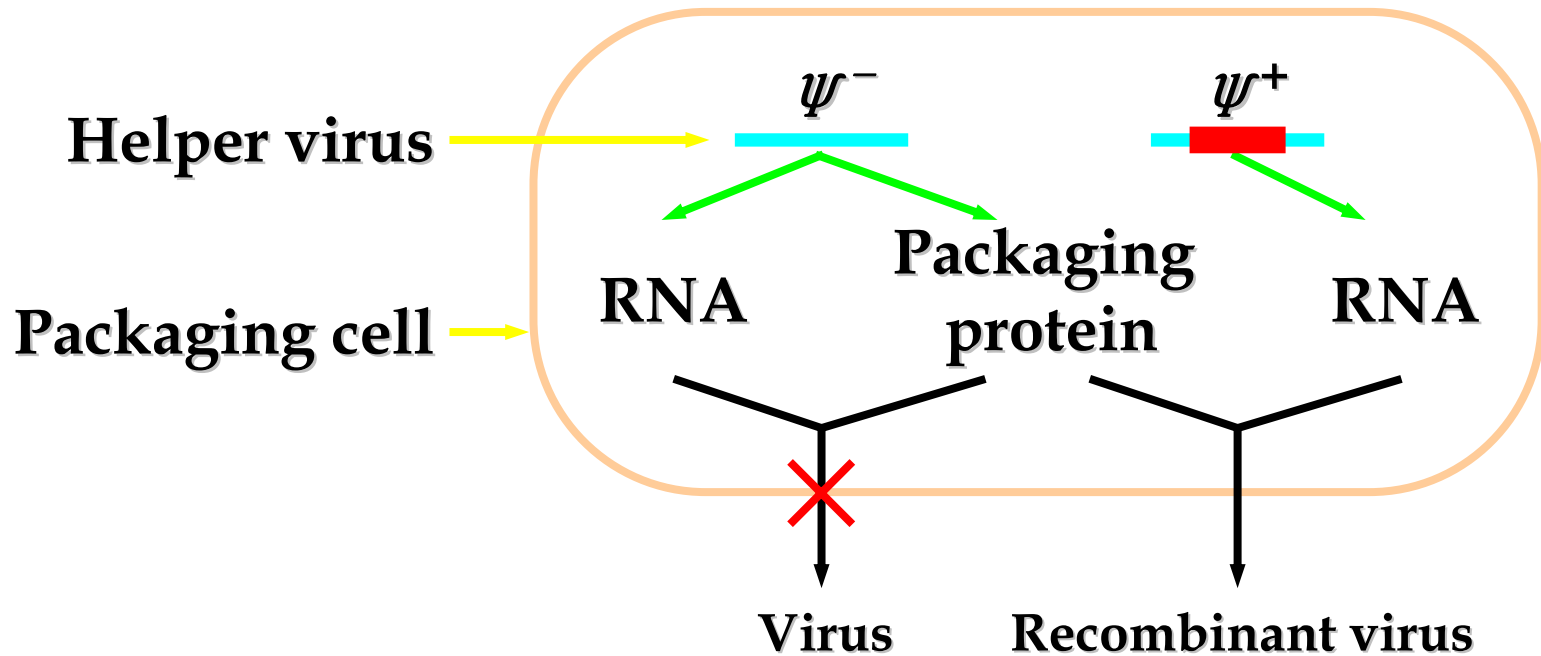 ψ⁻
ψ⁺
Helper virus
Packaging
protein
RNA
RNA
Packaging cell
Virus
Recombinant virus